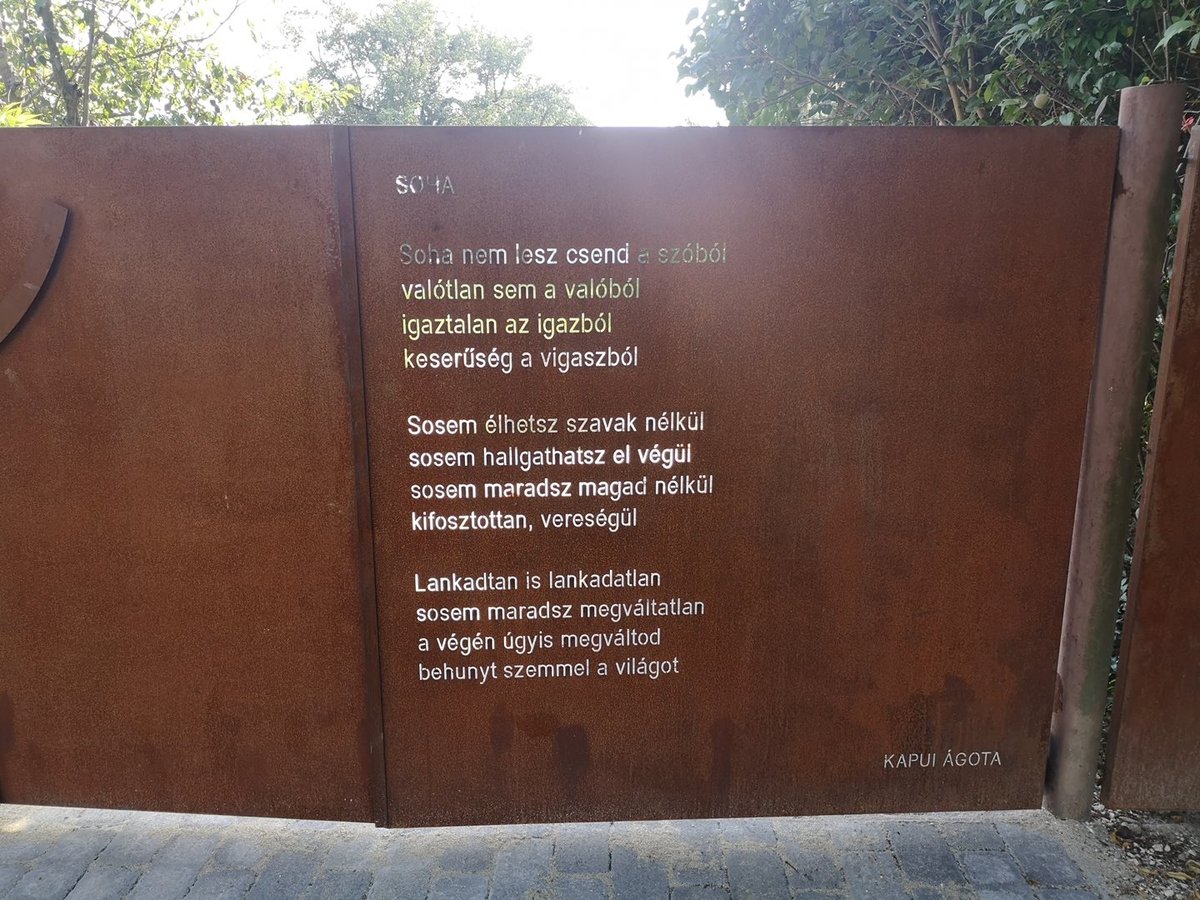 SOHA
Soha nem lesz csend a szóból
valótlan sem a valóból
igaztalan az igazból
keserűség a vigaszból
Sosem élhetsz szavak nélkül
sosem hallgathatsz el végül
sosem maradsz magad nélkül
kifosztottan, vereségül
Lankadtan is lankadatlan
sosem maradsz megváltatlan
a végén úgyis megváltod
behunyt szemmel a világot
KAPUI ÁGOTA